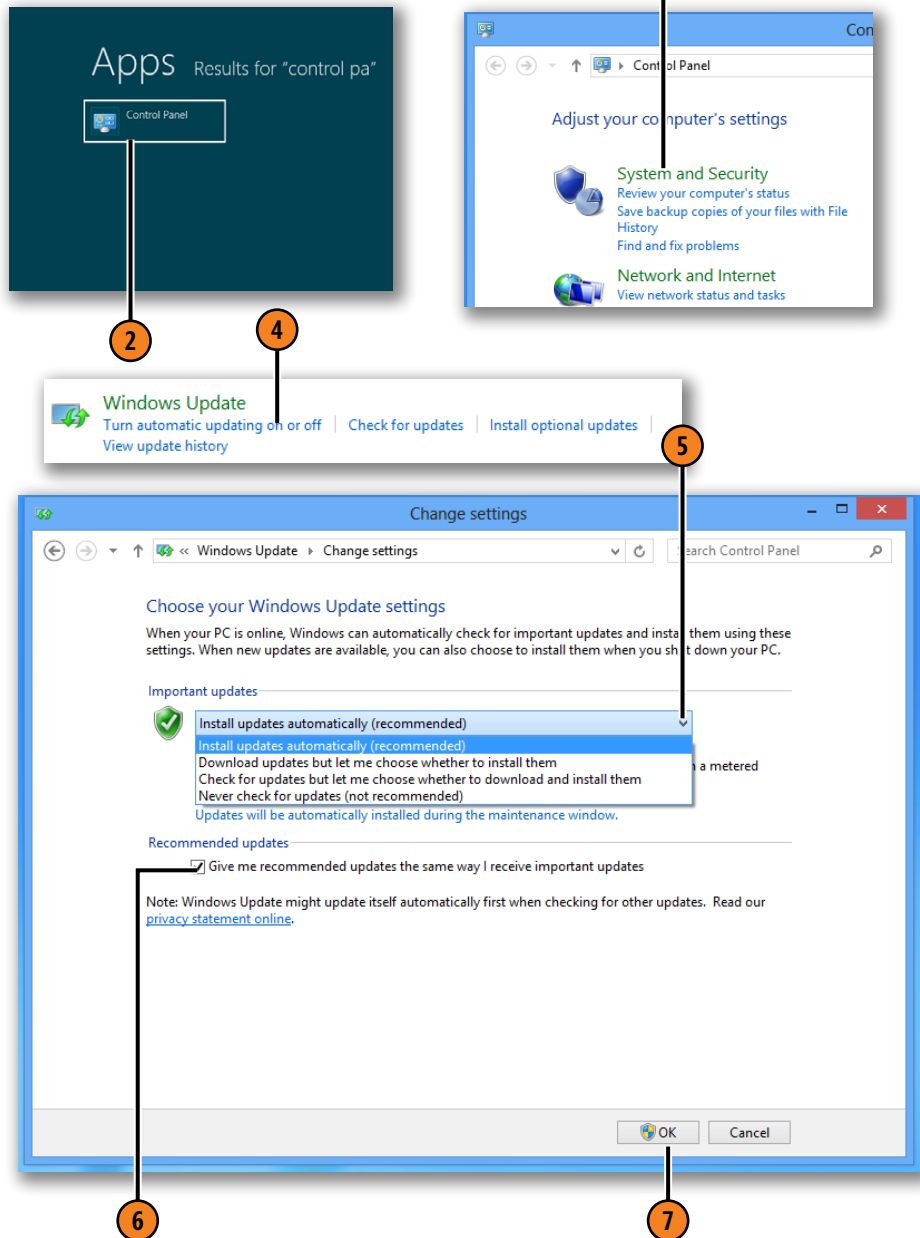 Apps Results for "control pa"
Control Panel
2
Con
Control Panel
Adjust your computer's settings
System and Security
Review your computer's status
Save backup copies of your files with File
History
Find and fix problems
Network and Internet
View network status and tasks
4
Windows Update
Turn automatic updating on or off
Check for updates
Install optional updates
View update history
5
Change settings
« Windows Update Change settings
Search Control Panel
Choose your Windows Update settings
When your PC is online, Windows can automatically check for important updates and install them using these
settings. When new updates are available, you can also choose to install them when you shut down your PC.
Important updates
Install updates automatically (recommended)
Install updates automatically (recommended)
Download updates but let me choose whether to install them
Check for updates but let me choose whether to download and install them
Never check for updates (not recommended)
a metered
Updates will be automatically installed during the maintenance window.
Recommended updates
Give me recommended updates the same way I receive important updates
Note: Windows Update might update itself automatically first when checking for other updates. Read our
privacy statement online.
OK
Cancel
6
7